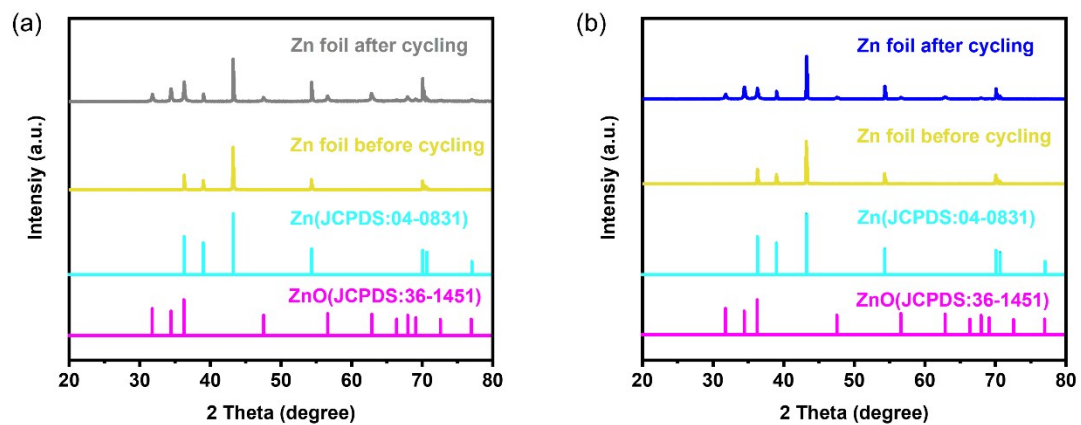 (a)
Zn foil after cycling
Zn foil before cycling
Zn(JCPDS:04-0831)
ZnO(JCPDS:36-1451)
Intensiy (a.u.)
20 30 40 50 60 70 80
2 Theta (degree)
(b)
Zn foil after cycling
Zn foil before cycling
Zn(JCPDS:04-0831)
ZnO(JCPDS:36-1451)
Intensiy (a.u.)
20 30 40 50 60 70 80
2 Theta (degree)